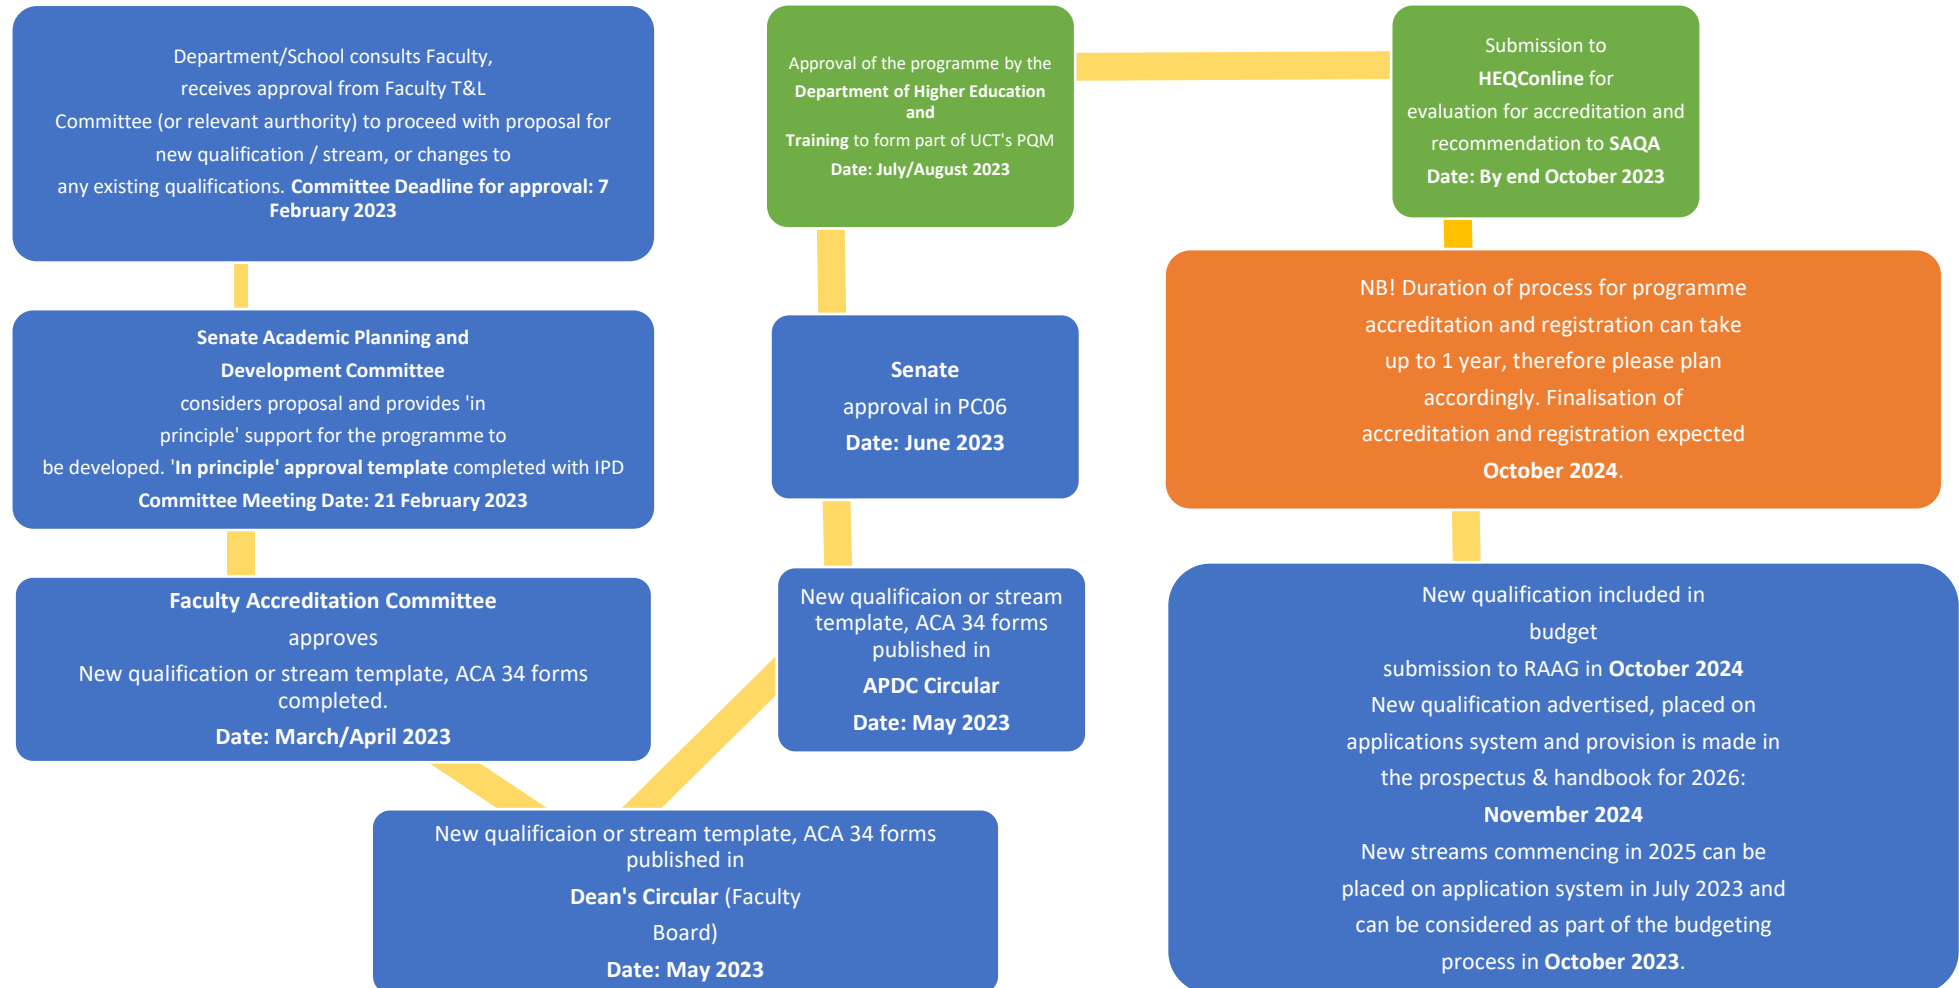 Department/School consults Faculty,
receives approval from Faculty T&L
Committee (or relevant aurthority) to proceed with proposal for
new qualification / stream, or changes to
any existing qualifications. Committee Deadline for approval: 7
February 2023
Senate Academic Planning and
Development Committee
considers proposal and provides 'in
principle' support for the programme to
be developed. 'In principle' approval template completed with IPD
Committee Meeting Date: 21 February 2023
Faculty Accreditation Committee
approves
New qualification or stream template, ACA 34 forms
completed.
Date: March/April 2023
New qualificaion or stream template, ACA 34 forms
published in
Dean's Circular (Faculty
Board)
Date: May 2023
New qualificaion or stream
template, ACA 34 forms
published in
APDC Circular
Date: May 2023
Senate
approval in PC06
Date: June 2023
Approval of the programme by the
Department of Higher Education
and
Training to form part of UCT's PQM
Date: July/August 2023
Submission to
HEQConline for
evaluation for accreditation and
recommendation to SAQA
Date: By end October 2023
NB! Duration of process for programme
accreditation and registration can take
up to 1 year, therefore please plan
accordingly. Finalisation of
accreditation and registration expected
October 2024.
New qualification included in
budget
submission to RAAG in October 2024
New qualification advertised, placed on
applications system and provision is made in
the prospectus & handbook for 2026:
November 2024
New streams commencing in 2025 can be
placed on application system in July 2023 and
can be considered as part of the budgeting
process in October 2023.